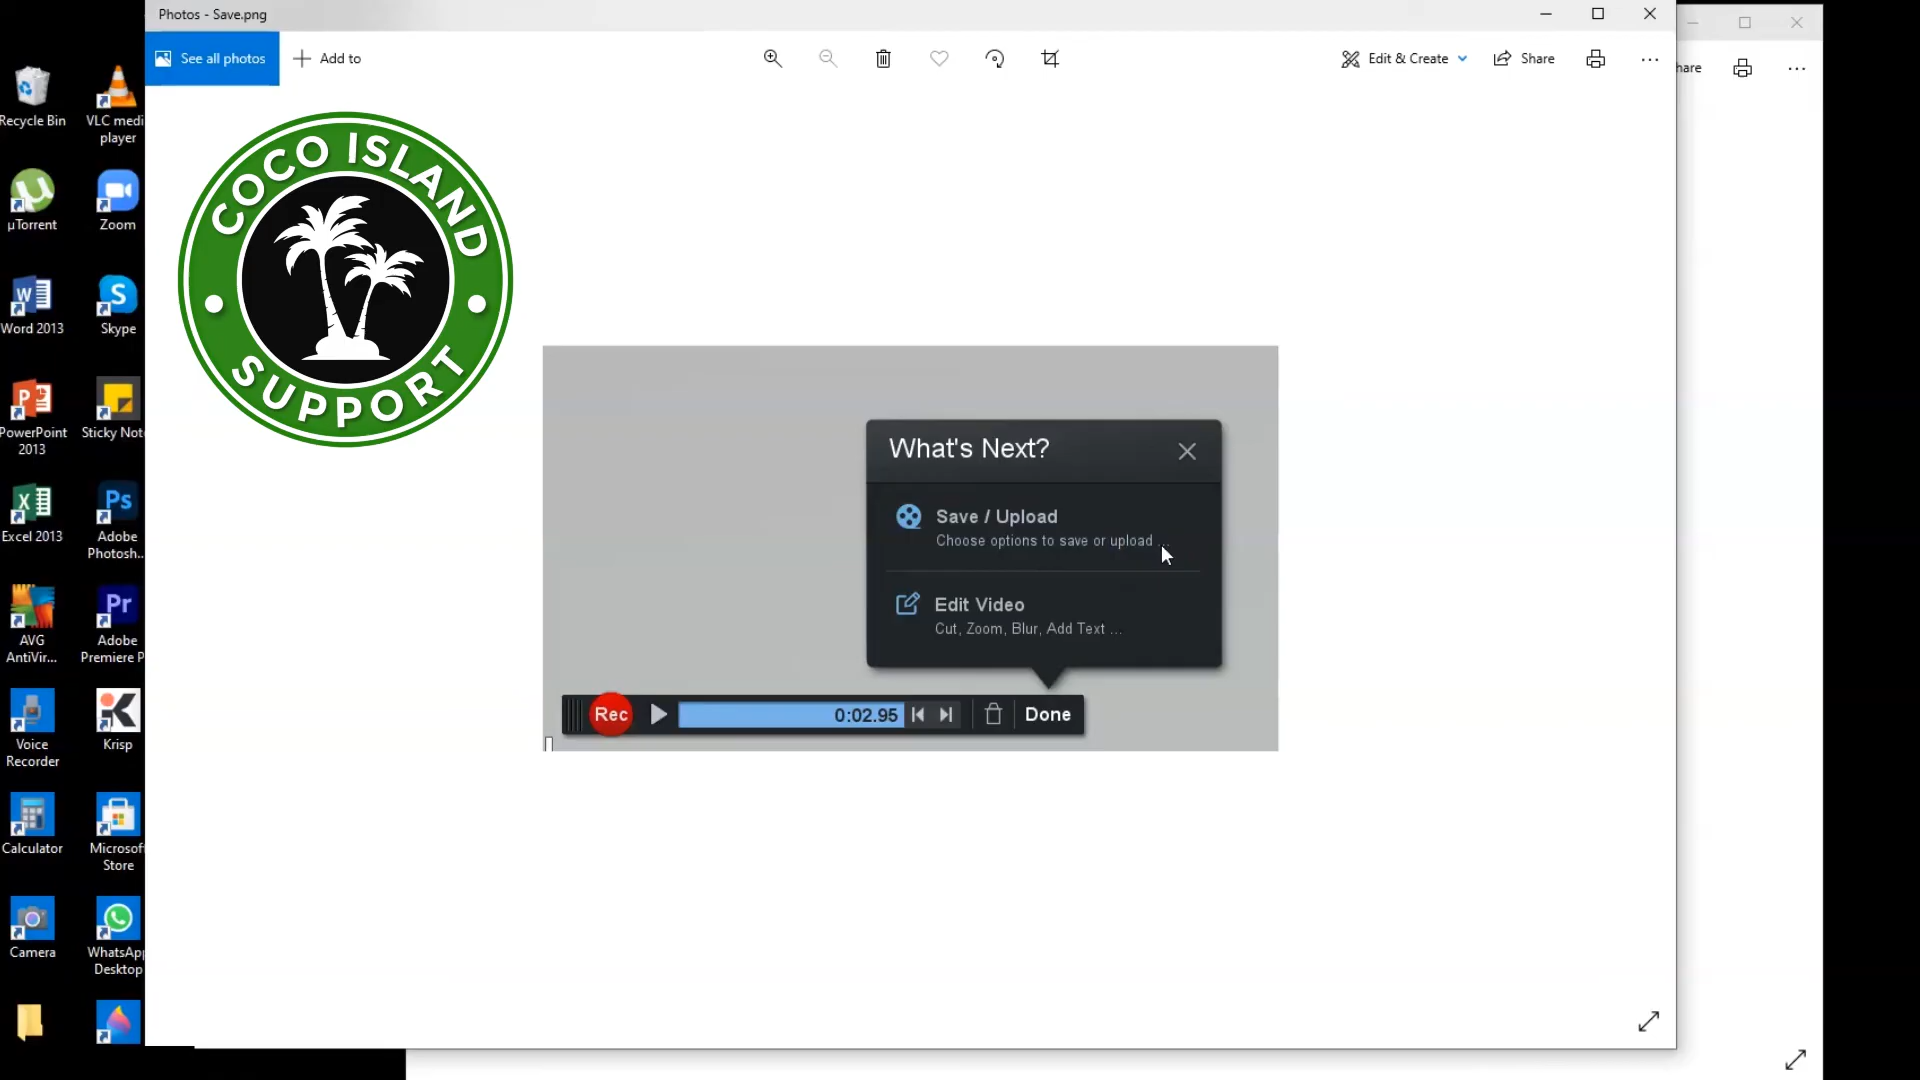 Photos - Save.png
See all photos
Add to
Edit & Create
Share
hare
Recycle Bin
VLC medi
player
µTorrent
Zoom
Word 2013
Skype
PowerPoint
2013
Sticky Not
Excel 2013
Adobe
Photosh...
AVG
AntiVir...
Adobe
Premiere P
Voice
Recorder
Krisp
Calculator
Microsof
Store
Camera
WhatsApp
Desktop
COCO ISLAND
SUPPORT
What's Next?
Save / Upload
Choose options to save or upload ...
Edit Video
Cut, Zoom, Blur, Add Text ...
Rec
0:02.95
Done